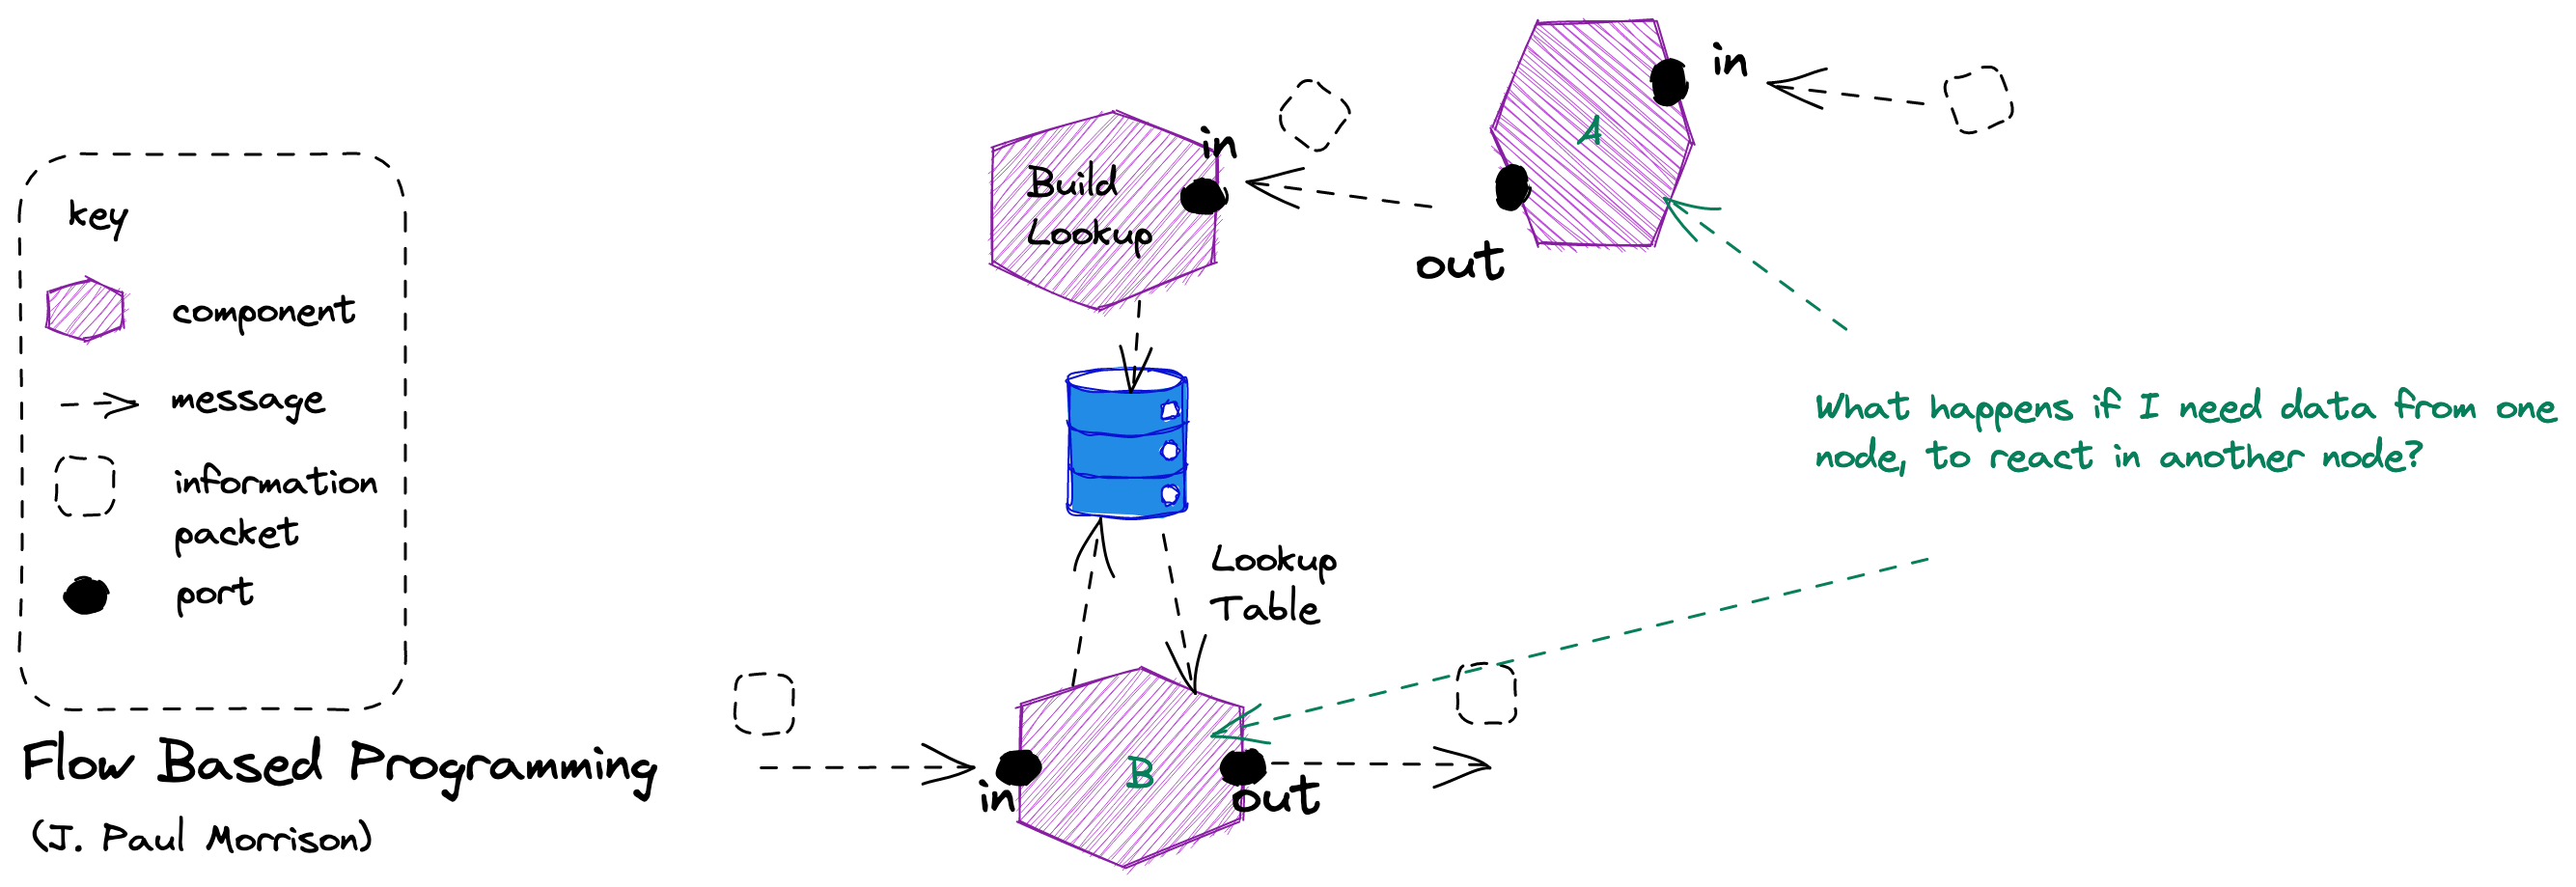 key
component
message
information
packet
port
Flow Based Programming
(J. Paul Morrison)
in
Build
Lookup
in
A
out
What happens if I need data from one
node, to react in another node?
Lookup
Table
in
B
out